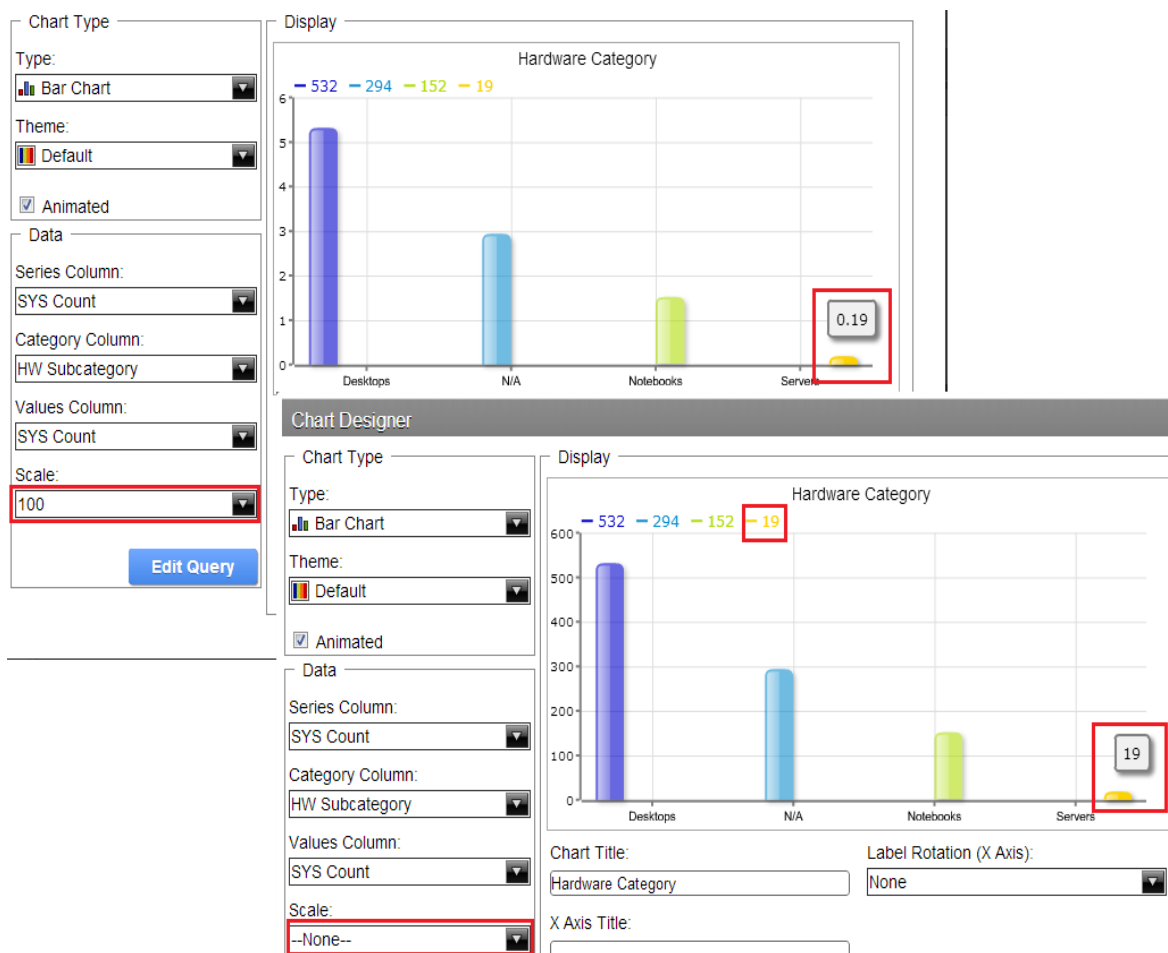 Chart Type
Type:
Bar Chart
Theme:
Default
Animated
Data
Series Column:
SYS Count
Category Column:
HW Subcategory
Values Column:
SYS Count
Scale:
100
Edit Query
Display
Hardware Category
532 294 152 19
6
5
4
3
2
1
0
0.19
Desktops N/A Notebooks Servers
Chart Designer
Chart Type
Type:
Bar Chart
Theme:
Default
Animated
Data
Series Column:
SYS Count
Category Column:
HW Subcategory
Values Column:
SYS Count
Scale:
--None--
Display
Hardware Category
532 294 152 19
600
500
400
300
200
100
0
19
Desktops N/A Notebooks Servers
Chart Title:
Hardware Category
Label Rotation (X Axis):
None
X Axis Title: